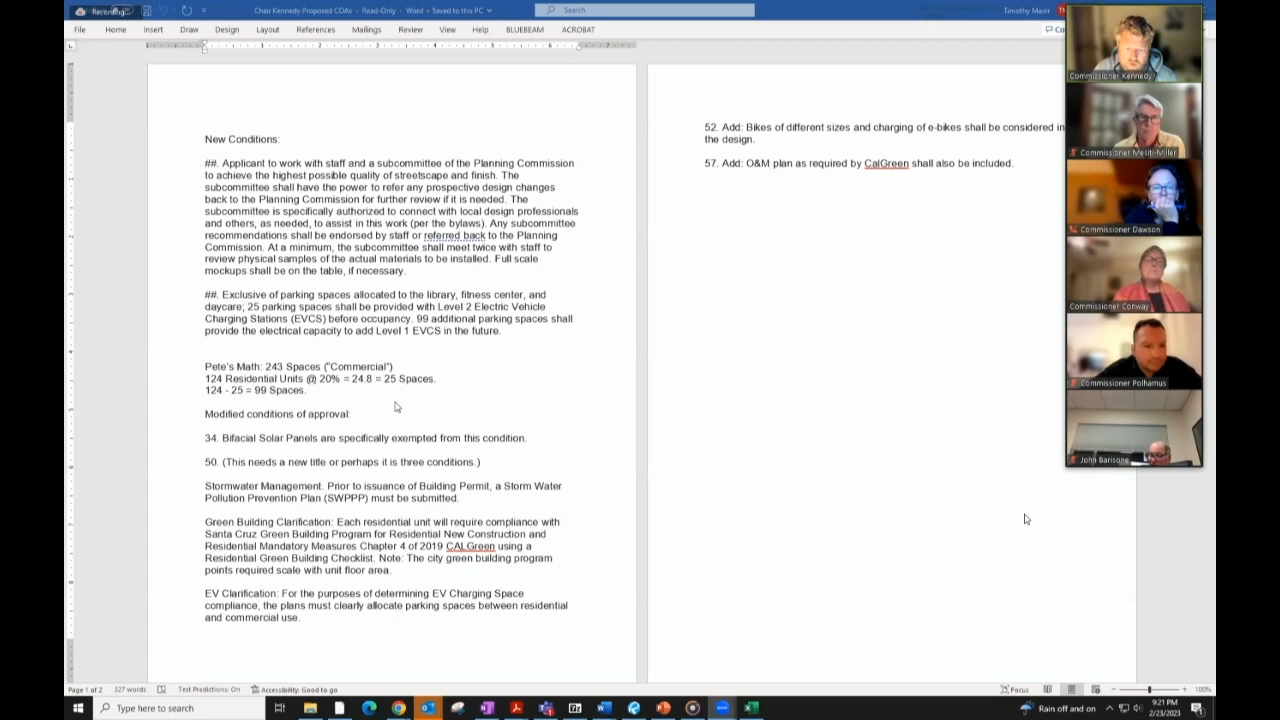 Recording...
Chair Kennedy Proposed COAs - Read-Only - Word • Saved to this PC
Search
Timothy Maier
File Home Insert Draw Design Layout References Mailings Review View Help BLUEBEAM ACROBAT
New Conditions:
##. Applicant to work with staff and a subcommittee of the Planning Commission
to achieve the highest possible quality of streetscape and finish. The
subcommittee shall have the power to refer any prospective design changes
back to the Planning Commission for further review if it is needed. The
subcommittee is specifically authorized to connect with local design professionals
and others, as needed, to assist in this work (per the bylaws). Any subcommittee
recommendations shall be endorsed by staff or referred back to the Planning
Commission. At a minimum, the subcommittee shall meet twice with staff to
review physical samples of the actual materials to be installed. Full scale
mockups shall be on the table, if necessary.
##. Exclusive of parking spaces allocated to the library, fitness center, and
daycare; 25 parking spaces shall be provided with Level 2 Electric Vehicle
Charging Stations (EVCS) before occupancy. 99 additional parking spaces shall
provide the electrical capacity to add Level 1 EVCS in the future.
Pete's Math: 243 Spaces ("Commercial")
124 Residential Units @ 20% = 24.8 = 25 Spaces.
124 - 25 = 99 Spaces.
Modified conditions of approval:
34. Bifacial Solar Panels are specifically exempted from this condition.
50. (This needs a new title or perhaps it is three conditions.)
Stormwater Management. Prior to issuance of Building Permit, a Storm Water
Pollution Prevention Plan (SWPPP) must be submitted.
Green Building Clarification: Each residential unit will require compliance with
Santa Cruz Green Building Program for Residential New Construction and
Residential Mandatory Measures Chapter 4 of 2019 CALGreen using a
Residential Green Building Checklist. Note: The city green building program
points required scale with unit floor area.
EV Clarification: For the purposes of determining EV Charging Space
compliance, the plans must clearly allocate parking spaces between residential
and commercial use.
52. Add: Bikes of different sizes and charging of e-bikes shall be considered in
the design.
57. Add: O&M plan as required by CalGreen shall also be included.
Commissioner Kennedy
Commissioner Mesiti-Miller
Commissioner Dawson
Commissioner Conway
Commissioner Polhamus
John Barisone
Page 1 of 2 327 words Text Predictions: On Accessibility: Good to go
Focus
100%
Type here to search
Rain off and on
9:21 PM
2/23/2023